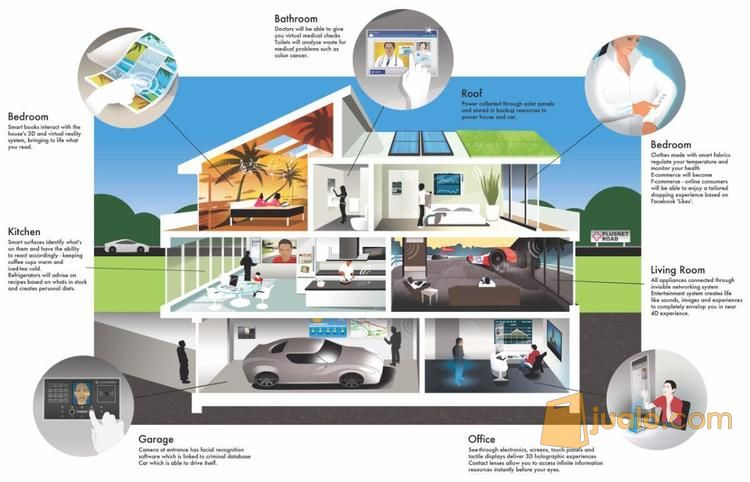 Bathroom
Doctors will be able to give
you virtual medical checks
Toilets will analyse waste for
medical problems such as
colon cancer.
Bedroom
Smart books interact with the
house's 3D and virtual reality
system, bringing to life what
you read.
Roof
Power collected through solar panels
and stored in backup resources to
power house and car.
Bedroom
Clothes made with smart fabrics
regulate your temperature and
monitor your health
E-commerce will become
F-commerce - online consumers
will be able to enjoy a tailored
shopping experience based on
Facebook 'Likes'.
Kitchen
Smart surfaces identify what's
on them and have the ability
to react accordingly - keeping
coffee cups warm and
iced-tea cold.
Refrigerators will advise on
recipes based on whats in stock
and creates personal diets.
PLUSNET
ROAD
Living Room
All appliances connected through
invisible networking system
Entertainment system creates life
like sounds, images and experiences
to completely envelop you in near
4D experience.
Garage
Camera at entrance has facial recognition
software which is linked to criminal database
Car which is able to drive itself.
Office
See-through electronics, screens, touch panels and
tactile displays deliver 3D holographic experiences
Contact lenses allow you to access infinite information
resources instantly before your eyes.
jualo.com